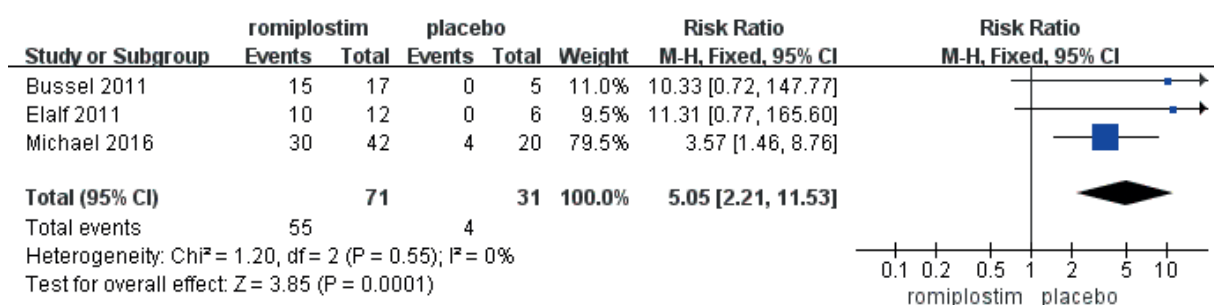 romiplostim placebo Risk Ratio Risk Ratio
Study or Subgroup Events Total Events Total Weight M-H, Fixed, 95% CI M-H, Fixed, 95% CI
Bussel 2011 15 17 0 5 11.0% 10.33 [0.72, 147.77]
Elalf 2011 10 12 0 6 9.5% 11.31 [0.77, 165.60]
Michael 2016 30 42 4 20 79.5% 3.57 [1.46, 8.76]
Total (95% CI) 71 31 100.0% 5.05 [2.21, 11.53]
Total events 55 4
Heterogeneity: Chi² = 1.20, df = 2 (P = 0.55); I² = 0%
Test for overall effect: Z = 3.85 (P = 0.0001)
0.1 0.2 0.5 1 2 5 10
romiplostim placebo